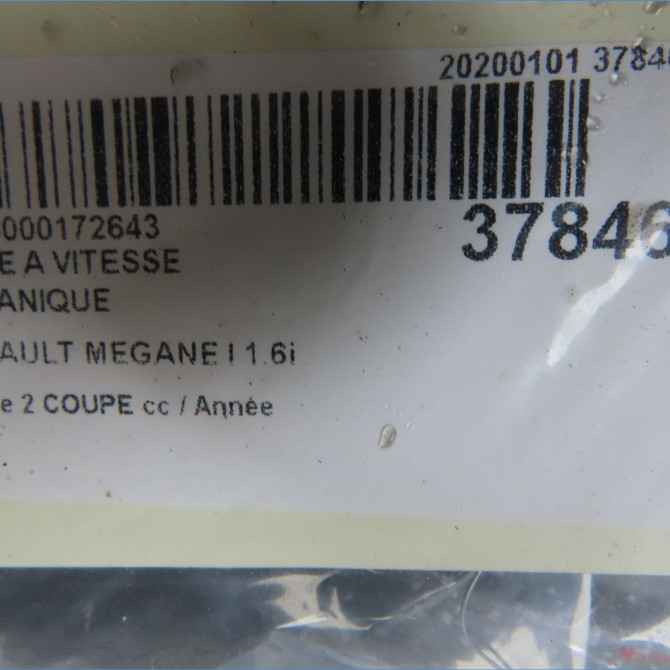 20200101 3784
000172643
37846
E A VITESSE
ANIQUE
AULT MEGANE I 1.6i
e 2 COUPE cc / Année